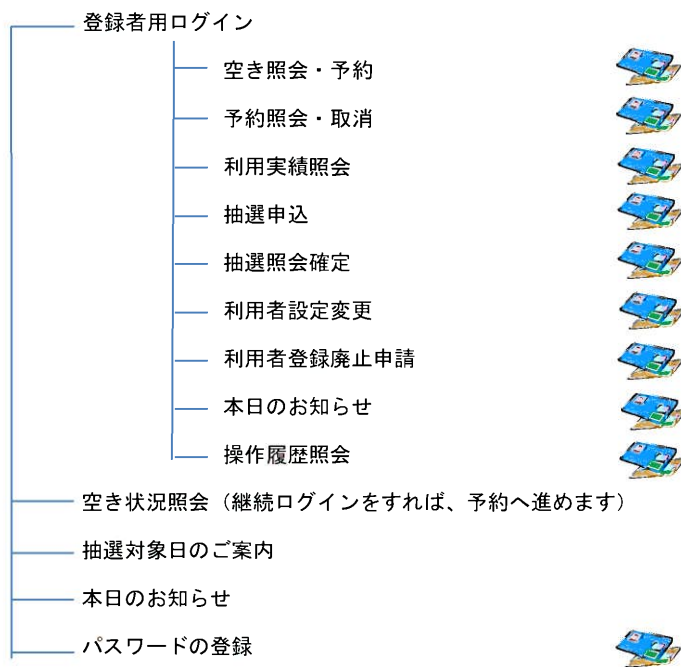 登録者用ログイン
空き照会・予約
予約照会・取消
利用実績照会
抽選申込
抽選照会確定
利用者設定変更
利用者登録廃止申請
本日のお知らせ
操作履歴照会
空き状況照会（継続ログインをすれば、予約へ進めます）
抽選対象日のご案内
本日のお知らせ
パスワードの登録